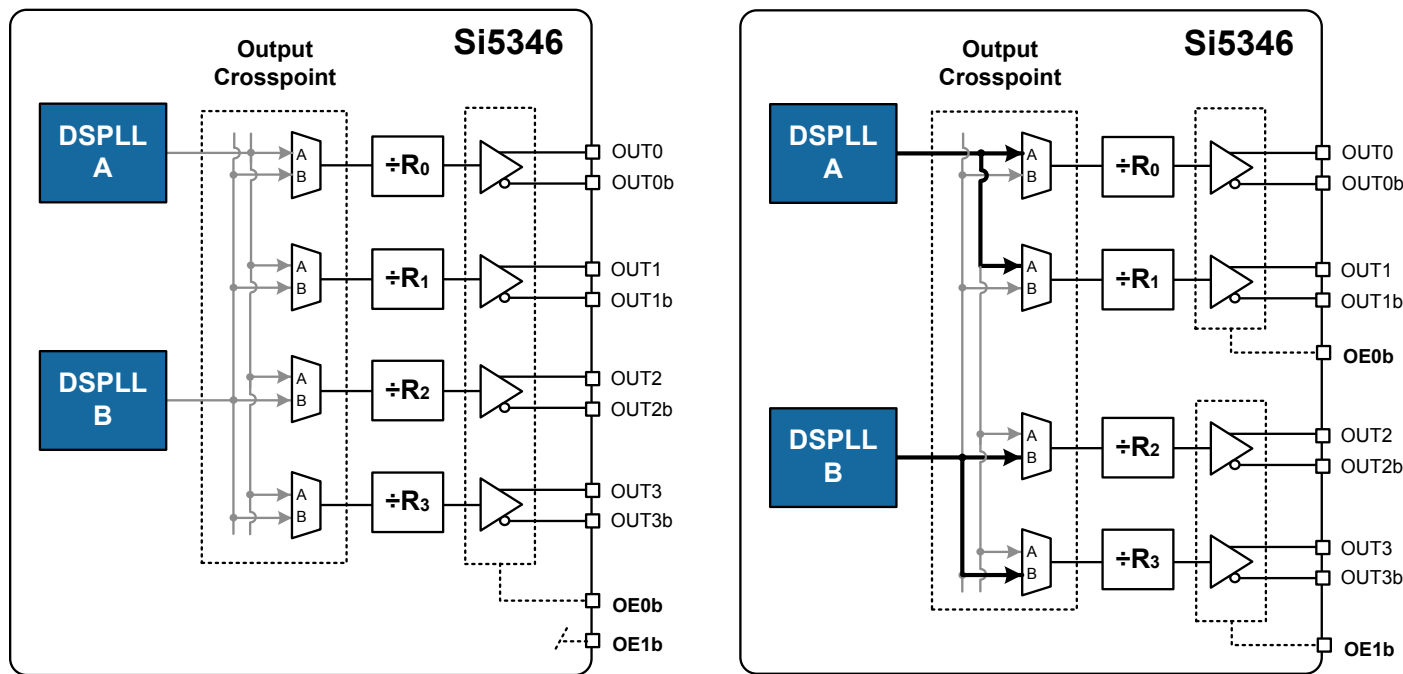 Si5346
Output
Crosspoint
DSPLL
A
DSPLL
B
A
B
A
B
A
B
A
B
÷R0
÷R1
÷R2
÷R3
OUT0
OUT0b
OUT1
OUT1b
OUT2
OUT2b
OUT3
OUT3b
OE0b
OE1b
Si5346
Output
Crosspoint
DSPLL
A
DSPLL
B
A
B
A
B
A
B
A
B
÷R0
÷R1
÷R2
÷R3
OUT0
OUT0b
OUT1
OUT1b
OE0b
OUT2
OUT2b
OUT3
OUT3b
OE1b